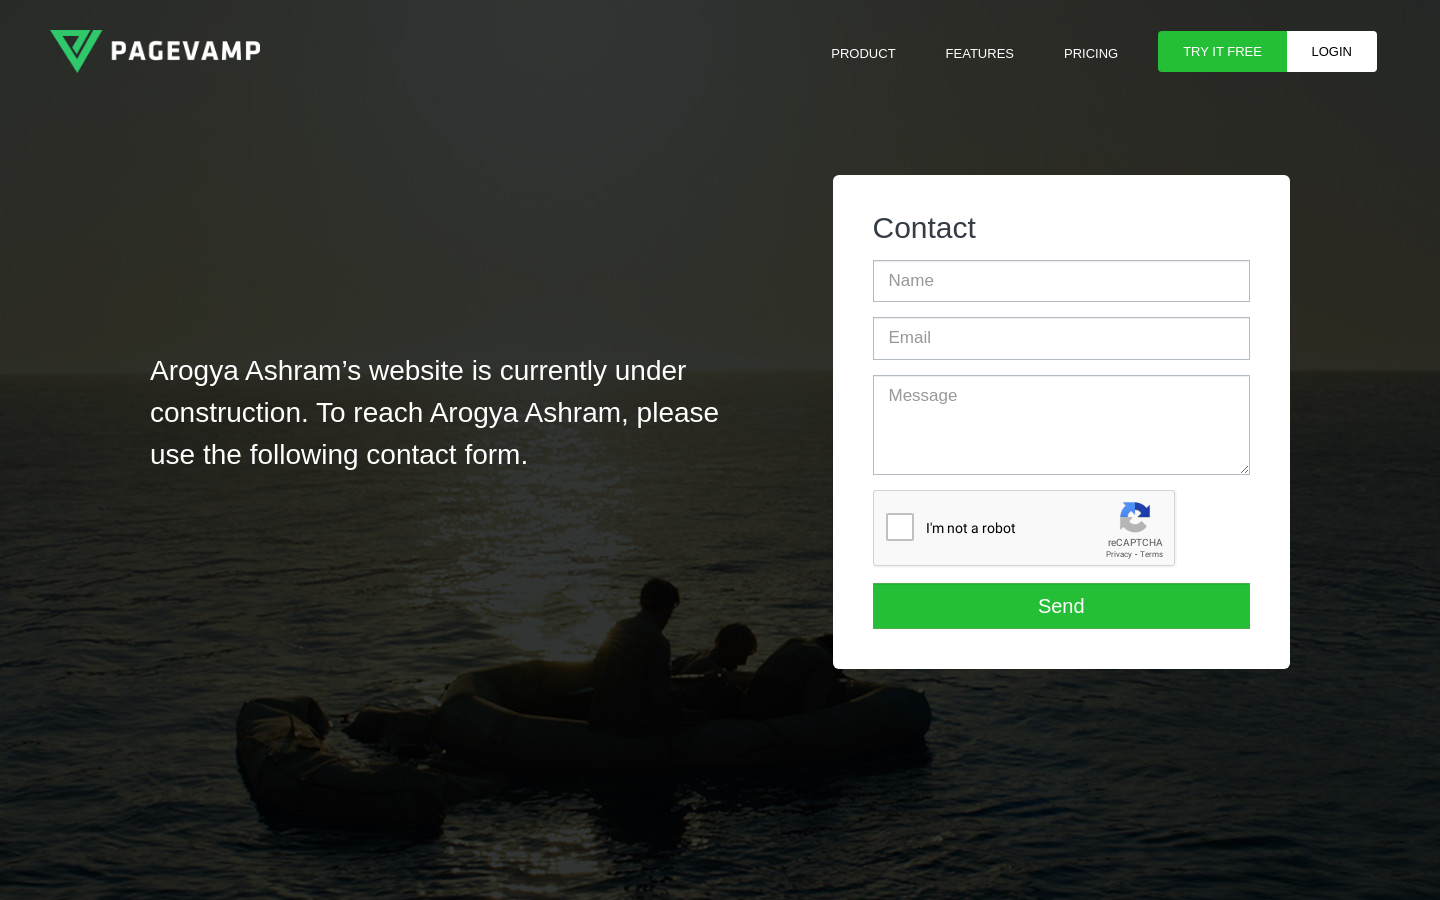 PAGEVAMP
PRODUCT
FEATURES
PRICING
TRY IT FREE
LOGIN
Arogya Ashram’s website is currently under
construction. To reach Arogya Ashram, please
use the following contact form.
Contact
Name
Email
Message
I'm not a robot
reCAPTCHA
Privacy - Terms
Send